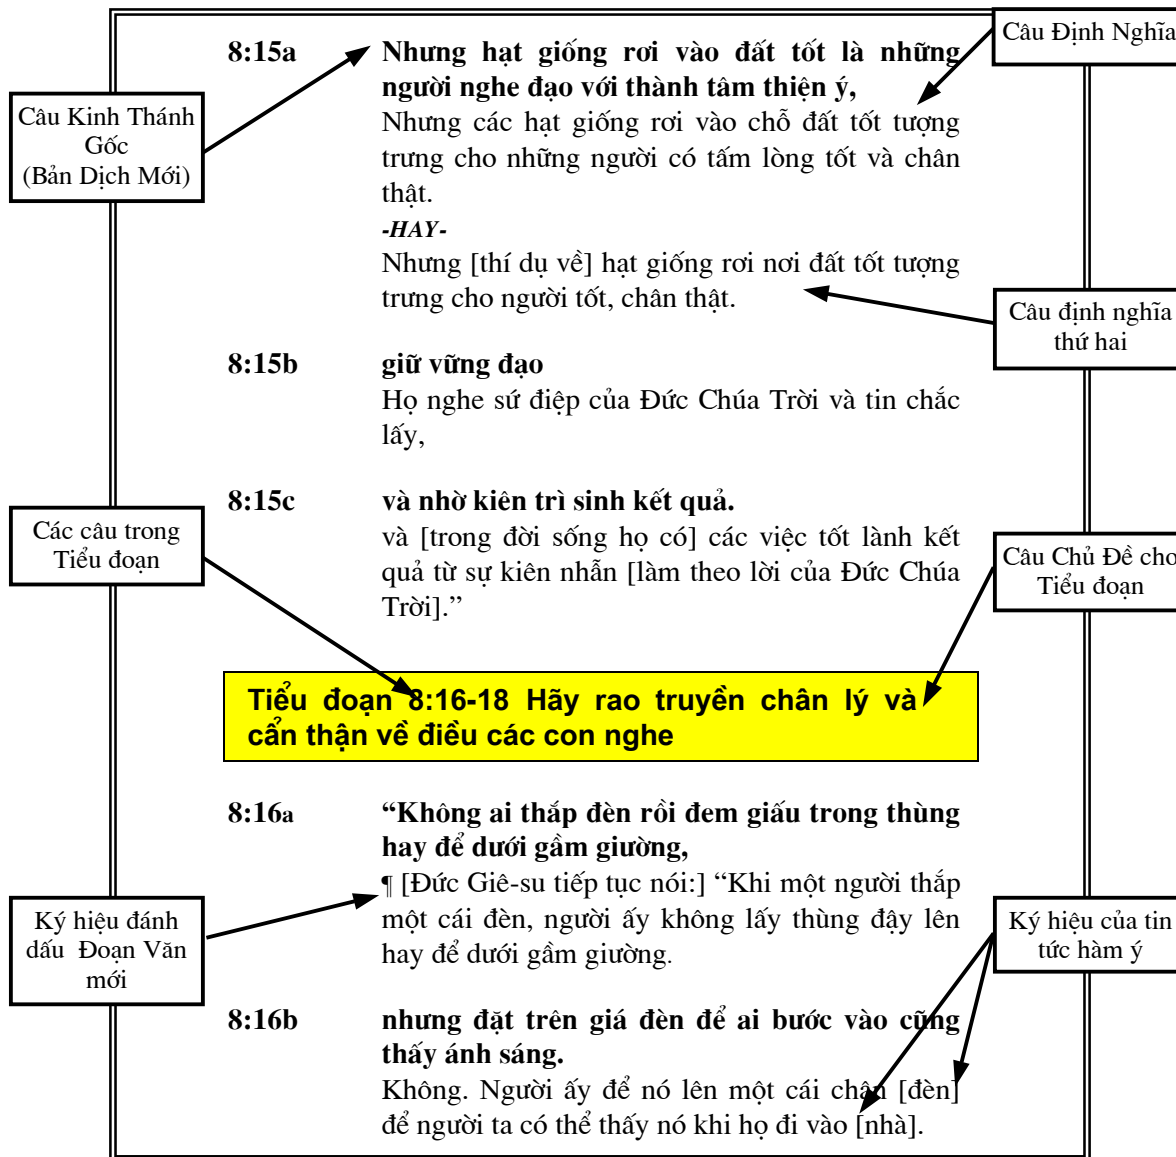 Câu Định Nghĩa
8:15a Nhưng hạt giống rơi vào đất tốt là những
người nghe đạo với thành tâm thiện ý,
Câu Kinh Thánh
Gốc
(Bản Dịch Mới)
Nhưng các hạt giống rơi vào chỗ đất tốt tượng
trưng cho những người có tấm lòng tốt và chân
thật.
-HAY-
Nhưng [thí dụ về] hạt giống rơi nơi đất tốt tượng
trưng cho người tốt, chân thật.
Câu định nghĩa
thứ hai
8:15b giữ vững đạo
Họ nghe sứ điệp của Đức Chúa Trời và tin chắc
lấy,
8:15c và nhờ kiên trì sinh kết quả.
và [trong đời sống họ có] các việc tốt lành kết
quả từ sự kiên nhẫn [làm theo lời của Đức Chúa
Trời].”
Các câu trong
Tiểu đoạn
Câu Chủ Đề cho
Tiểu đoạn
Tiểu đoạn 8:16-18 Hãy rao truyền chân lý và
cẩn thận về điều các con nghe
8:16a “Không ai thắp đèn rồi đem giấu trong thùng
hay để dưới gầm giường,
¶ [Đức Giê-su tiếp tục nói:] “Khi một người thắp
một cái đèn, người ấy không lấy thùng đậy lên
hay để dưới gầm giường.
Ký hiệu đánh
dấu Đoạn Văn
mới
Ký hiệu của tin
tức hàm ý
8:16b nhưng đặt trên giá đèn để ai bước vào cũng
thấy ánh sáng.
Không. Người ấy để nó lên một cái chân [đèn]
để người ta có thể thấy nó khi họ đi vào [nhà].